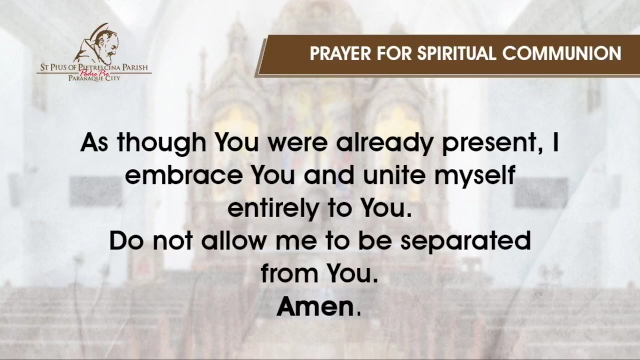 ST PIUS OF PIETRELCINA PARISH
Padre Pio
PARAÑAQUE CITY
PRAYER FOR SPIRITUAL COMMUNION
As though You were already present, I
embrace You and unite myself
entirely to You.
Do not allow me to be separated
from You.
Amen.